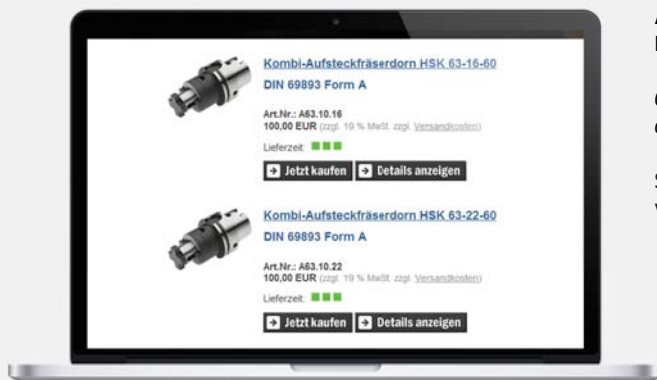 Kombi-Aufsteckfräserdorn HSK 63-16-60
DIN 69893 Form A
Art.Nr.: A63.10.16
100,00 EUR (zzgl. 19 % MwSt. zzgl. Versandkosten)
Lieferzeit:
Jetzt kaufen Details anzeigen
Kombi-Aufsteckfräserdorn HSK 63-22-60
DIN 69893 Form A
Art.Nr.: A63.10.22
100,00 EUR (zzgl. 19 % MwSt. zzgl. Versandkosten)
Lieferzeit:
Jetzt kaufen Details anzeigen